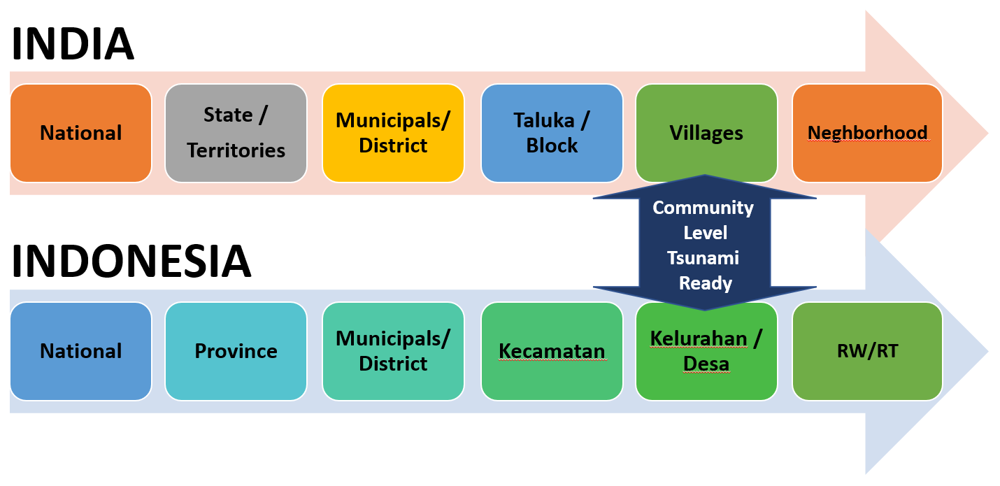 INDIA
National
State /
Territories
Municipals/
District
Taluka /
Block
Villages
Neghborhood
Community
Level
Tsunami
Ready
INDONESIA
National
Province
Municipals/
District
Kecamatan
Kelurahan /
Desa
RW/RT